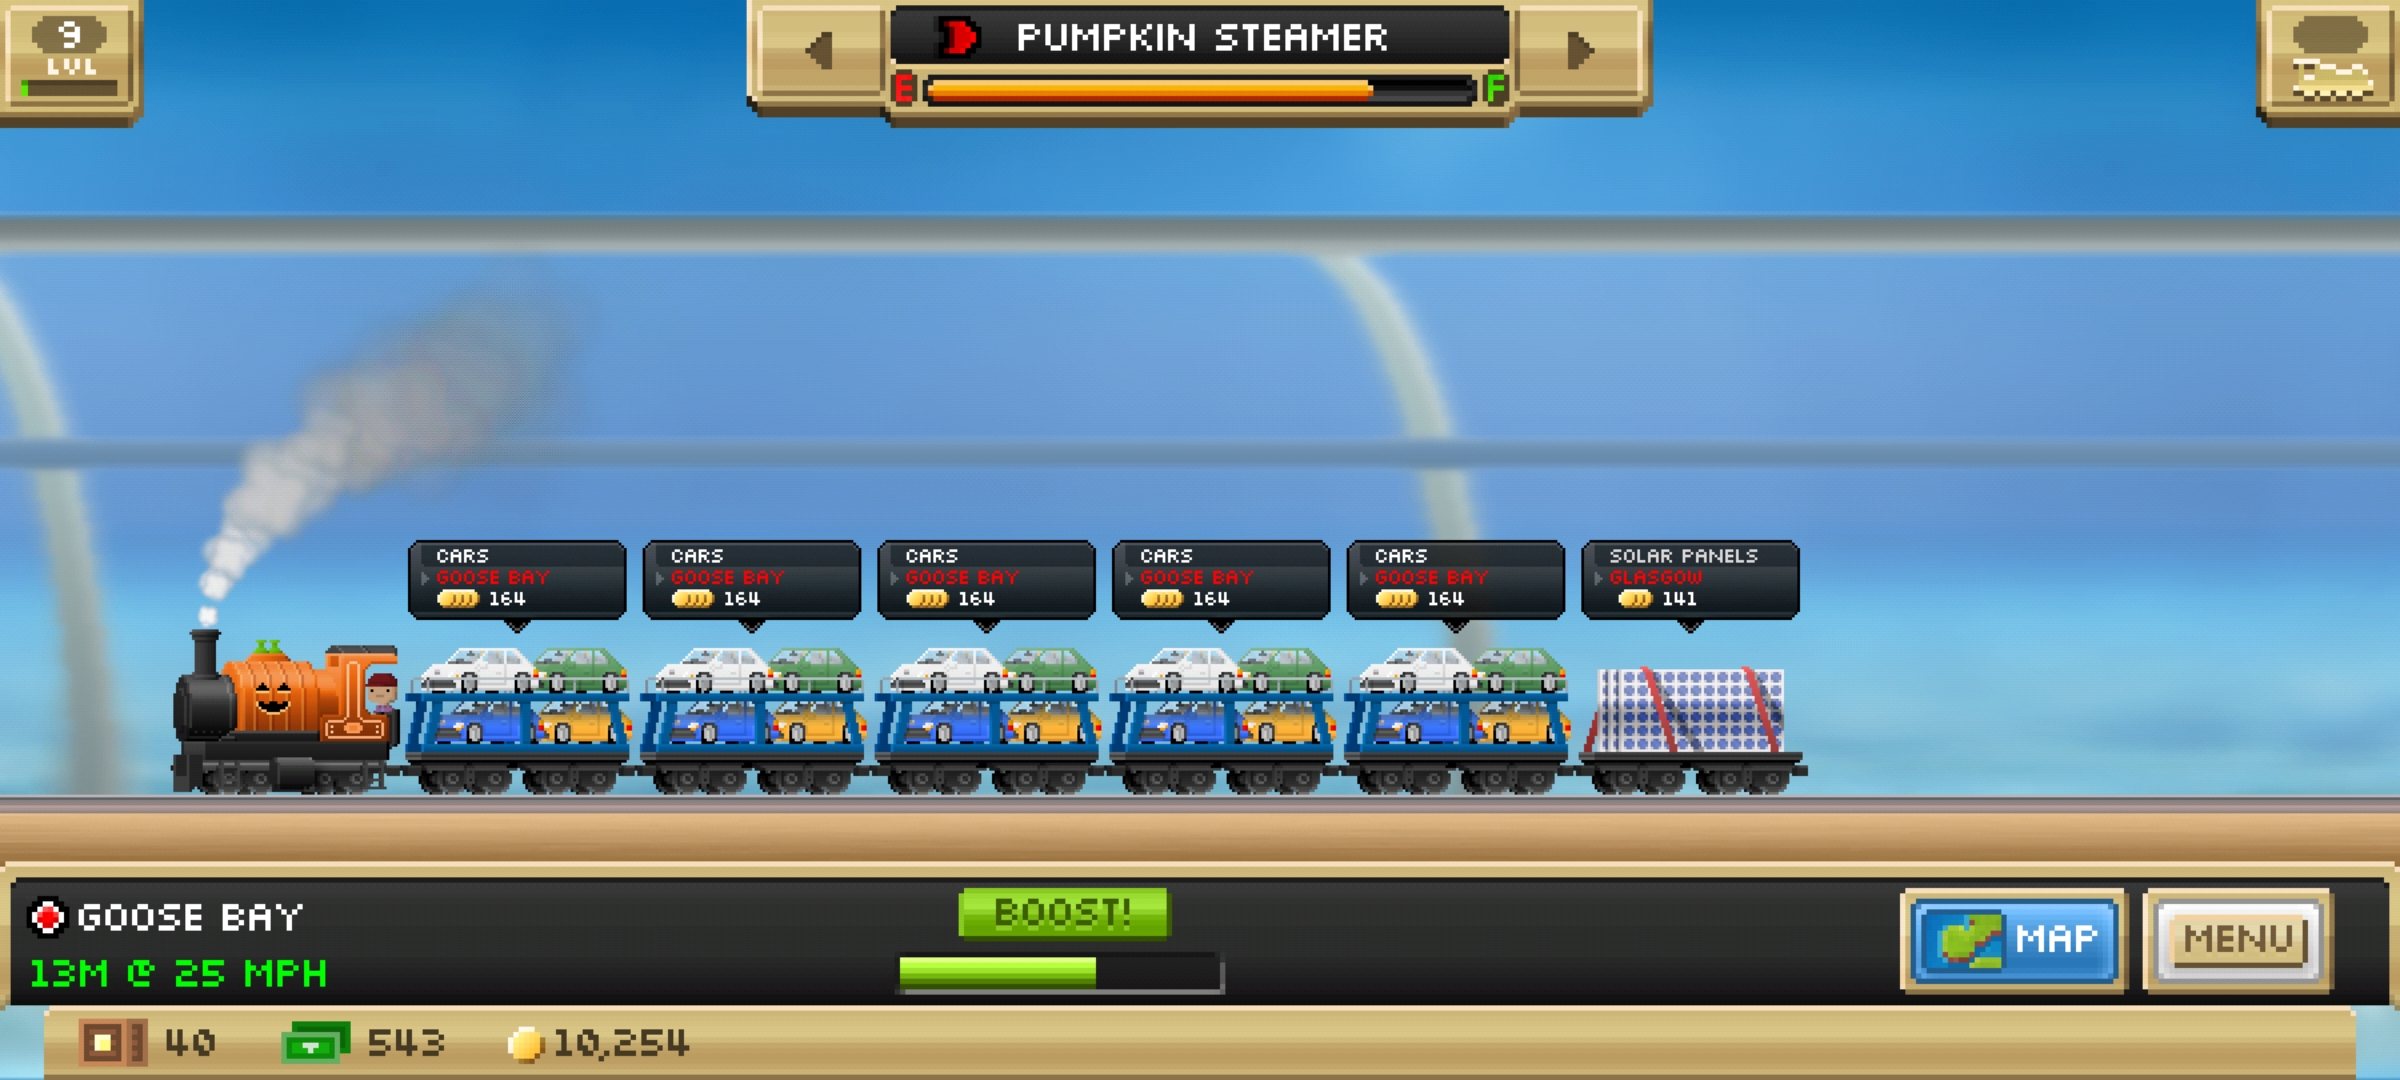 9
LVL
PUMPKIN STEAMER
E F
CARS
GOOSE BAY
164
CARS
GOOSE BAY
164
CARS
GOOSE BAY
164
CARS
GOOSE BAY
164
CARS
GOOSE BAY
164
SOLAR PANELS
GLASGOW
141
GOOSE BAY
13M @ 25 MPH
BOOST!
MAP
MENU
40 543 10,254